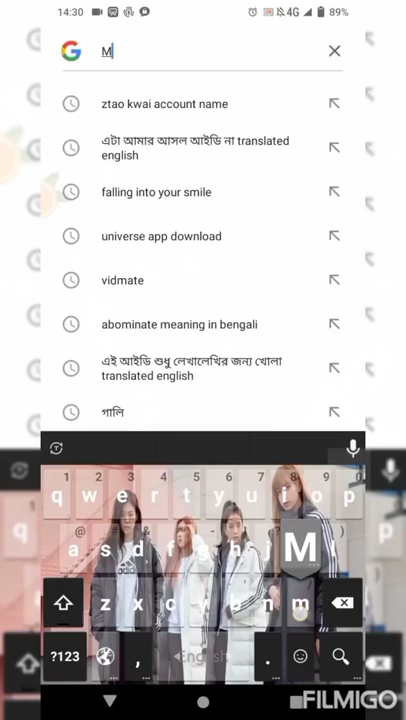 14:30 4G 89%
M
ztao kwai account name
এটা আমার আসল আইডি না translated
english
falling into your smile
universe app download
vidmate
abominate meaning in bengali
এই আইডি শুধু লেখালেখির জন্য খোলা
translated english
গালি
1 2 3 4 5 6 7 8 9 0
q w e r t y u i o p
@ # & - ( )
a s d f g h j M l
z x c v b n m
?123 , English .
FILMIGO